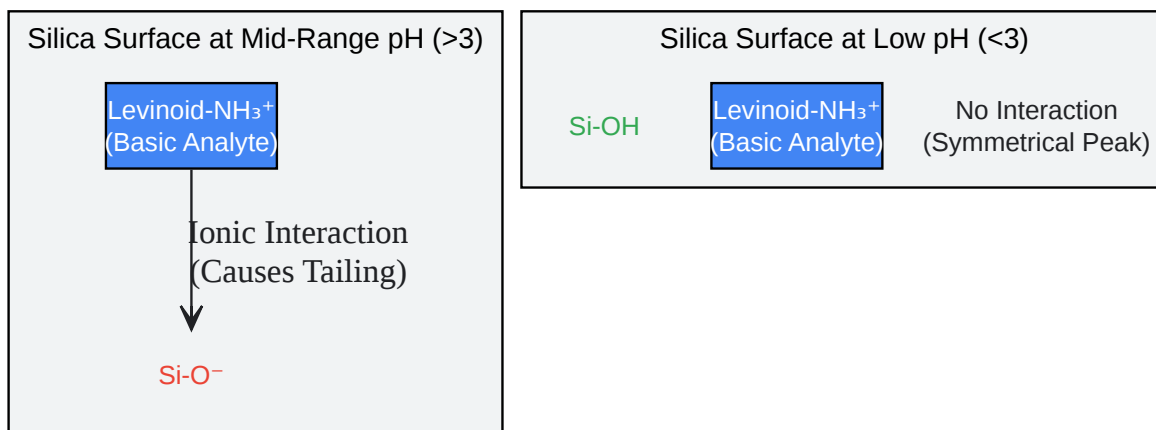 Silica Surface at Mid-Range pH (>3)
Levinoid-NH₃⁺
(Basic Analyte)
Ionic Interaction
(Causes Tailing)
Si-O⁻
Silica Surface at Low pH (<3)
Si-OH
Levinoid-NH₃⁺
(Basic Analyte)
No Interaction
(Symmetrical Peak)